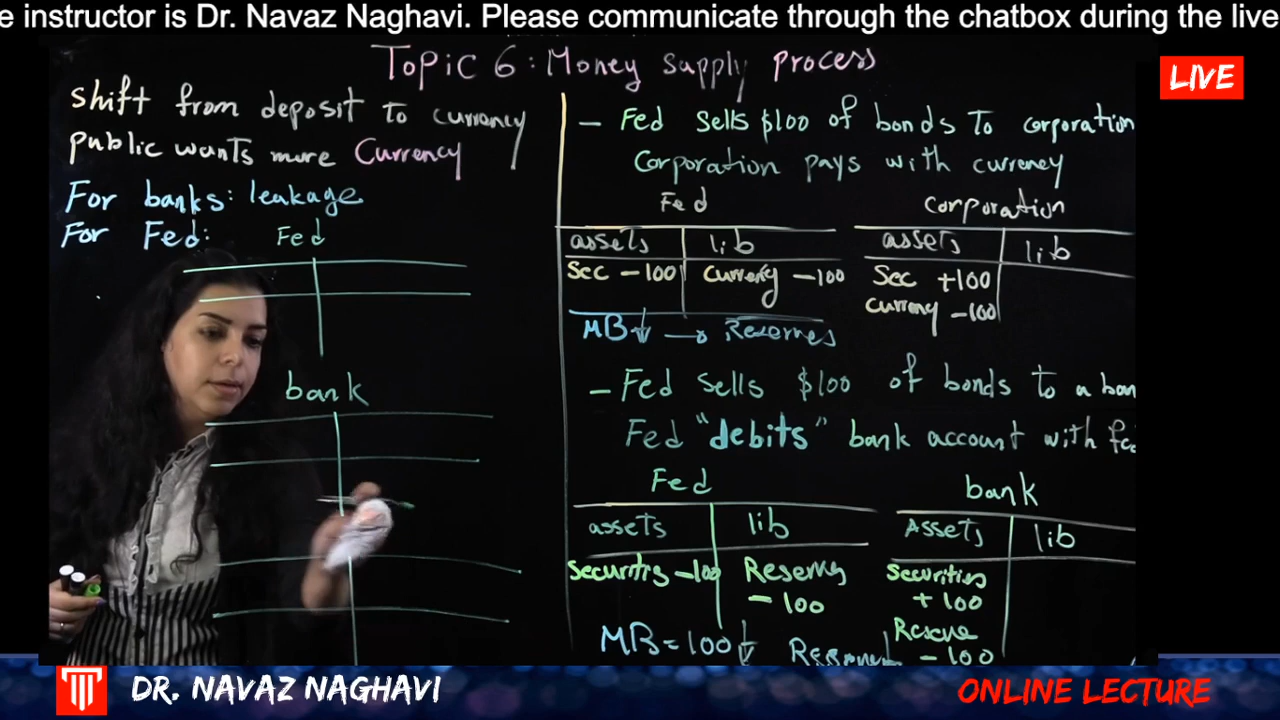 e instructor is Dr. Navaz Naghavi. Please communicate through the chatbox during the live
LIVE
Topic 6: Money supply process
shift from deposit to currency
public wants more Currency
For banks: leakage
For Fed:
Fed
bank
- Fed sells $100 of bonds to corporation
Corporation pays with currency
Fed
assets lib
Sec -100 Currency -100
MB↓ → Reserves
corporation
assets lib
Sec +100
currency -100
- Fed sells $100 of bonds to a ban
Fed "debits" bank account with fe
Fed
assets lib
Securities -100 Reserves
-100
MB = 100 ↓
bank
Assets lib
Securities
+100
Reserve
-100
DR. NAVAZ NAGHAVI
ONLINE LECTURE